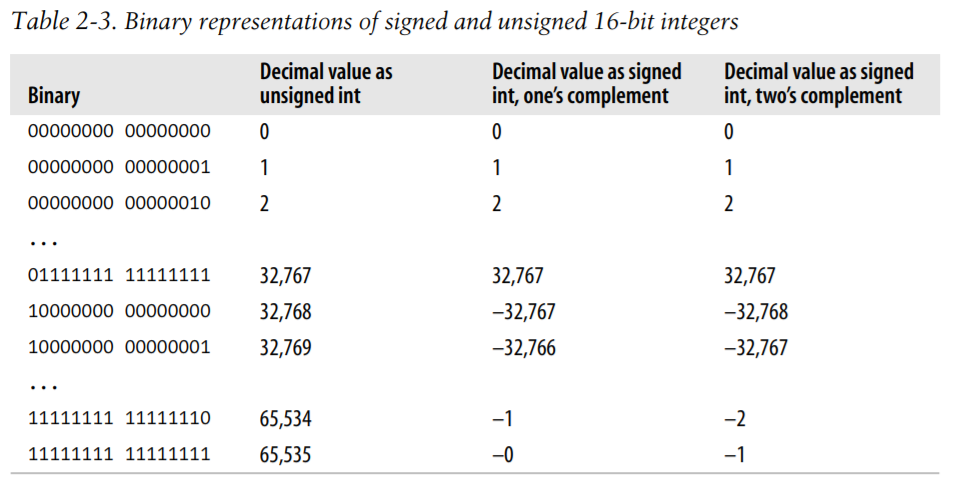 Table 2-3. Binary representations of signed and unsigned 16-bit integers
Binary Decimal value as unsigned int Decimal value as signed int, one’s complement Decimal value as signed int, two’s complement
00000000 00000000 0 0 0
00000000 00000001 1 1 1
00000000 00000010 2 2 2
...
01111111 11111111 32,767 32,767 32,767
10000000 00000000 32,768 –32,767 –32,768
10000000 00000001 32,769 –32,766 –32,767
...
11111111 11111110 65,534 –1 –2
11111111 11111111 65,535 –0 –1